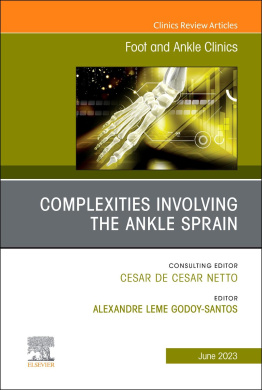 Clinics Review Articles
Foot and Ankle Clinics
COMPLEXITIES INVOLVING
THE ANKLE SPRAIN
CONSULTING EDITOR
CESAR DE CESAR NETTO
EDITOR
ALEXANDRE LEME GODOY-SANTOS
ELSEVIER
June 2023